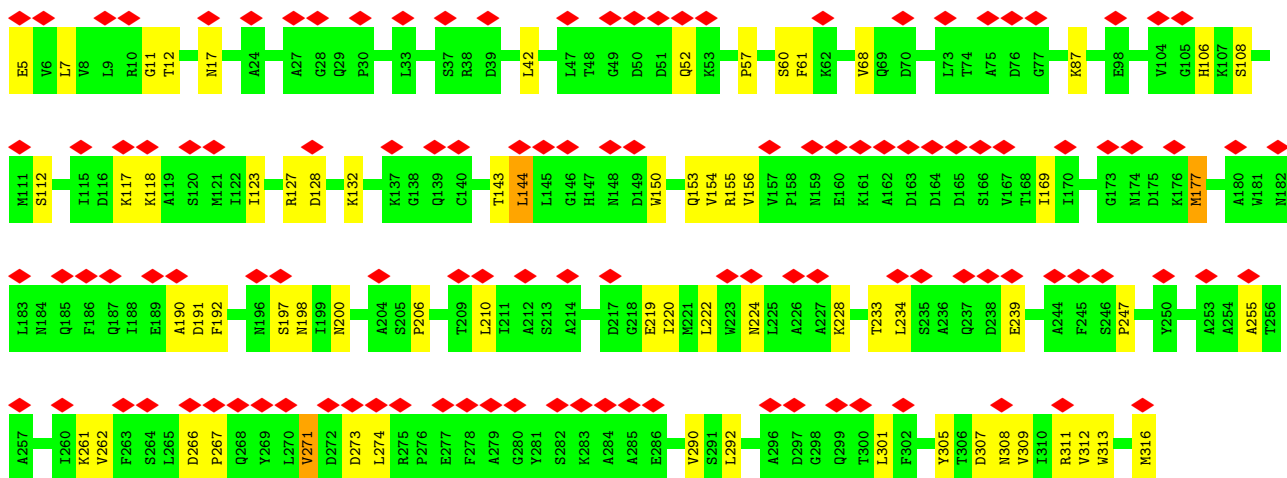 E5 V6 L7 V8 L9 R10 G11 T12 N17 A24 A27 G28 Q29 P30 L33 S37 R38 D39 L42 L47 T48 G49 D50 D51 Q52 K53 P57 S60 F61 K62 V68 Q69 D70 L73 T74 A75 D76 G77 K87 E98 V104 G105 H106 K107 S108
M111 S112 I115 D116 K117 K118 A119 S120 M121 I122 I123 R127 D128 K132 K137 G138 Q139 C140 T143 L144 L145 G146 H147 N148 D149 W150 Q153 V154 R155 V156 V157 P158 N159 E160 K161 A162 D163 D164 D165 S166 V167 T168 I169 I170 G173 N174 D175 K176 M177 A180 W181 N182
L183 N184 Q185 F186 Q187 I188 E189 A190 D191 F192 N196 S197 N198 I199 N200 A204 S205 P206 T209 L210 I211 A212 S213 A214 D217 G218 E219 I220 M221 L222 W223 N224 L225 A226 A227 K228 T233 L234 S235 A236 Q237 D238 E239 A244 F245 S246 P247 Y250 A253 A254 A255 T256
A257 I260 K261 V262 F263 S264 L265 D266 P267 Q268 Y269 L270 V271 D272 D273 L274 R275 P276 E277 F278 A279 G280 Y281 S282 K283 A284 A285 E286 V290 S291 L292 A296 D297 G298 Q299 T300 L301 F302 Y305 T306 D307 N308 V309 I310 R311 V312 W313 M316